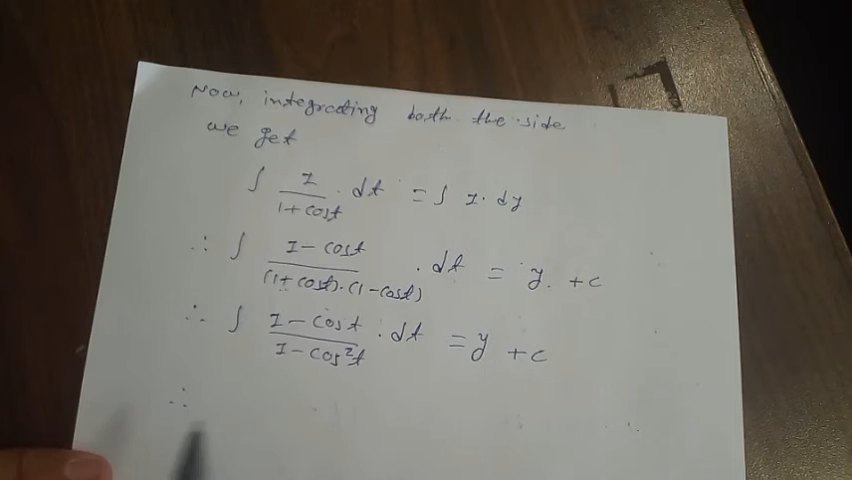 Now, integrating both the side
we get
∫ 1/(1+cost) . dt = ∫ 1. dy
∴ ∫ (1-cost)/((1+cost).(1-cost)) . dt = y. +c
∴ ∫ (1-cost)/(1-cos²t) . dt = y +c
∴